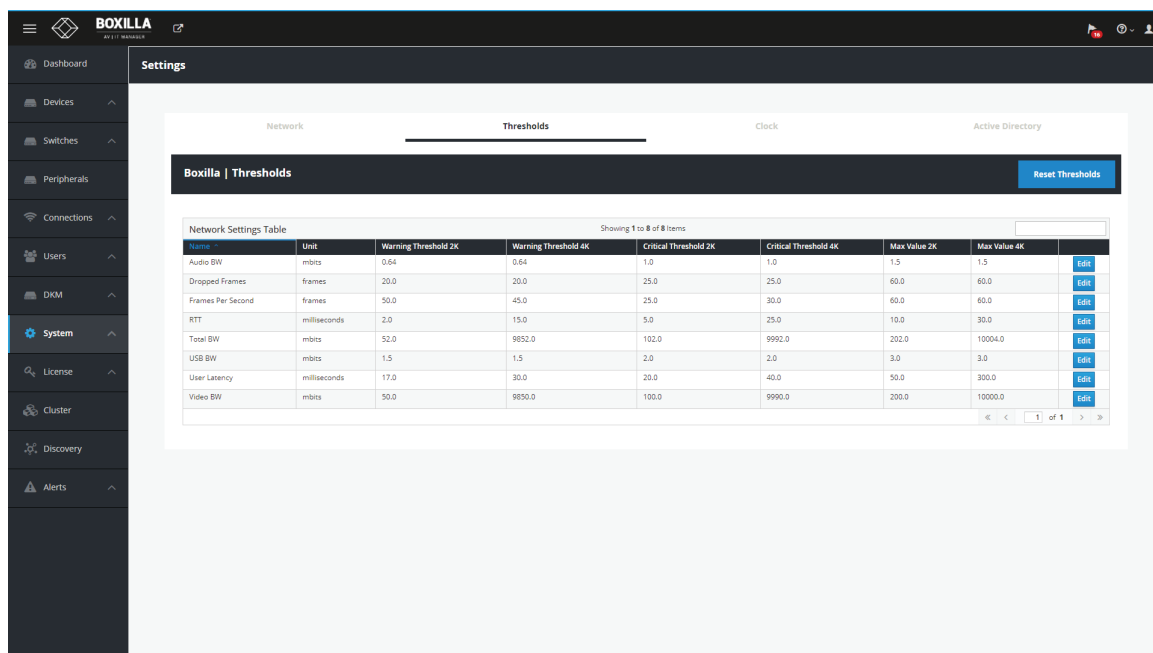 BOXILLA
AV | IT MANAGER
16
Dashboard
Settings
Devices
Switches
Peripherals
Connections
Users
DKM
System
License
Cluster
Discovery
Alerts
Network Thresholds Clock Active Directory
Boxilla | Thresholds Reset Thresholds
Network Settings Table Showing 1 to 8 of 8 Items
Name Unit Warning Threshold 2K Warning Threshold 4K Critical Threshold 2K Critical Threshold 4K Max Value 2K Max Value 4K
Audio BW mbits 0.64 0.64 1.0 1.0 1.5 1.5 Edit
Dropped Frames frames 20.0 20.0 25.0 25.0 60.0 60.0 Edit
Frames Per Second frames 50.0 45.0 25.0 30.0 60.0 60.0 Edit
RTT milliseconds 2.0 15.0 5.0 25.0 10.0 30.0 Edit
Total BW mbits 52.0 9852.0 102.0 9992.0 202.0 10004.0 Edit
USB BW mbits 1.5 1.5 2.0 2.0 3.0 3.0 Edit
User Latency milliseconds 17.0 30.0 20.0 40.0 50.0 300.0 Edit
Video BW mbits 50.0 9850.0 100.0 9990.0 200.0 10000.0 Edit
« < 1 of 1 > »